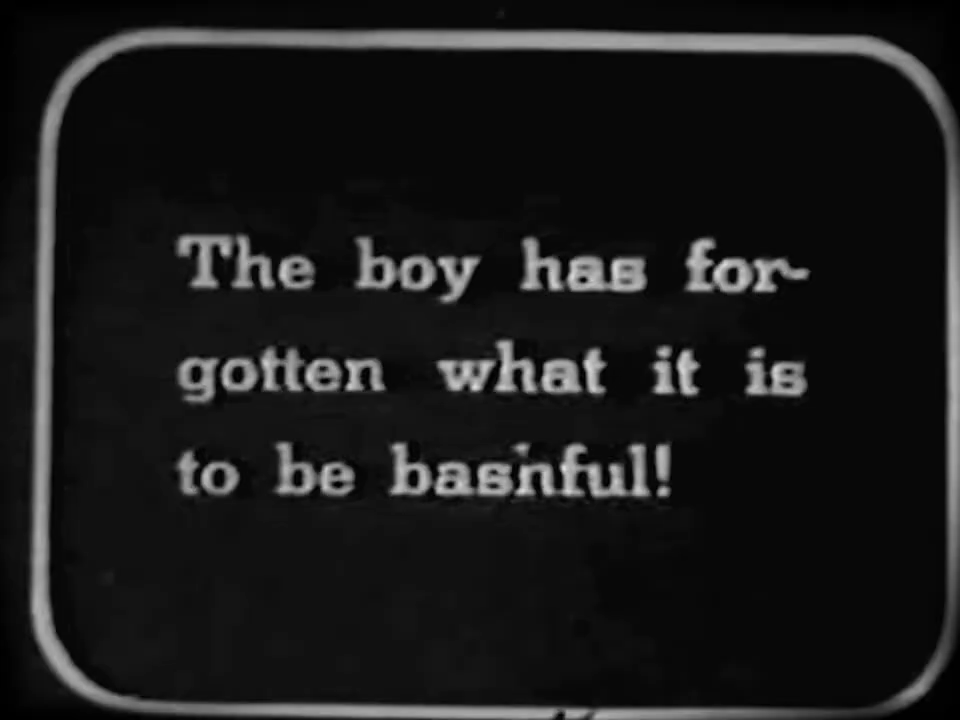 The boy has for-
gotten what it is
to be bashful!